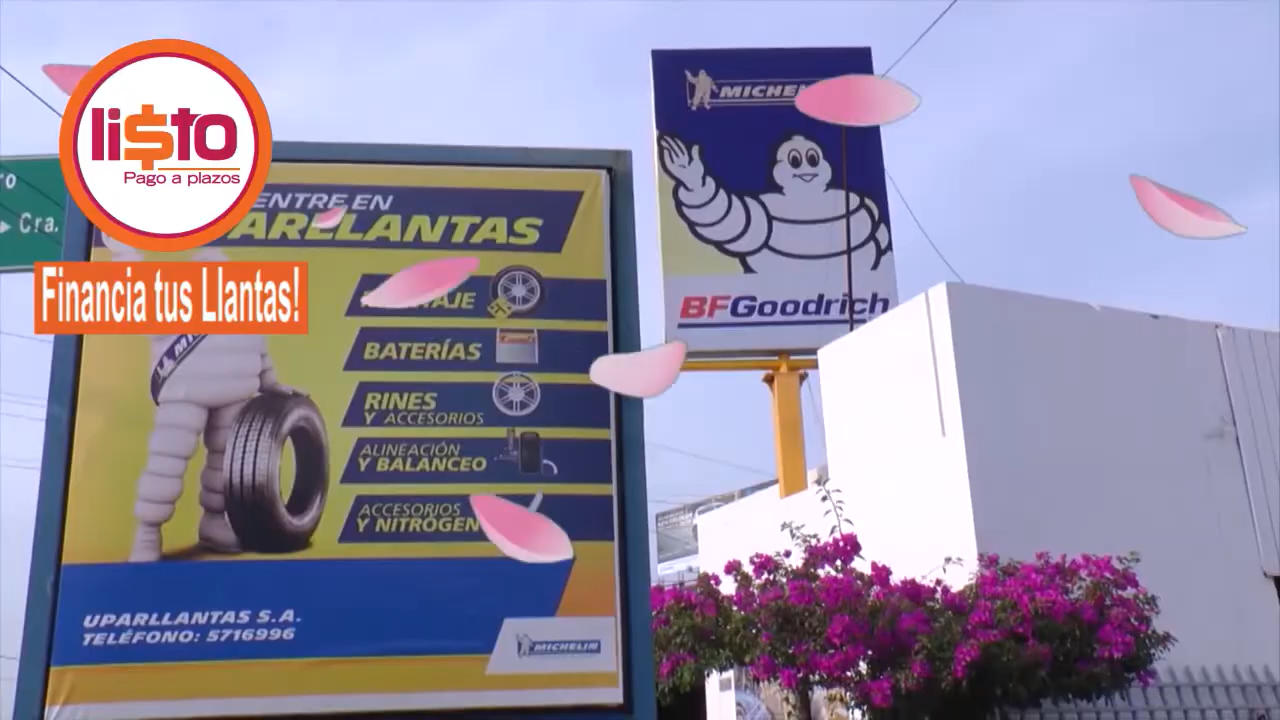 li$to
Pago a plazos
Financia tus Llantas!
ro
Cra.
ENTRE EN
UPARLLANTAS
BATERÍAS
RINES
Y ACCESORIOS
ALINEACIÓN
Y BALANCEO
ACCESORIOS
Y NITRÓGEN
UPARLLANTAS S.A.
TELÉFONO: 5716996
MICHELIN
MICHEL
BFGoodrich